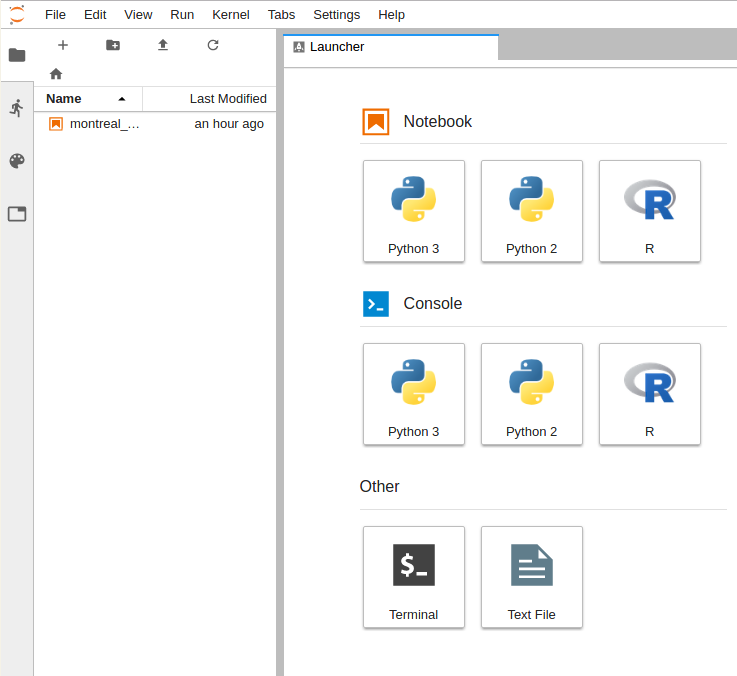 File Edit View Run Kernel Tabs Settings Help
Launcher
Name Last Modified
montreal_... an hour ago
Notebook
Python 3 Python 2 R
Console
Python 3 Python 2 R
Other
$_
Terminal Text File